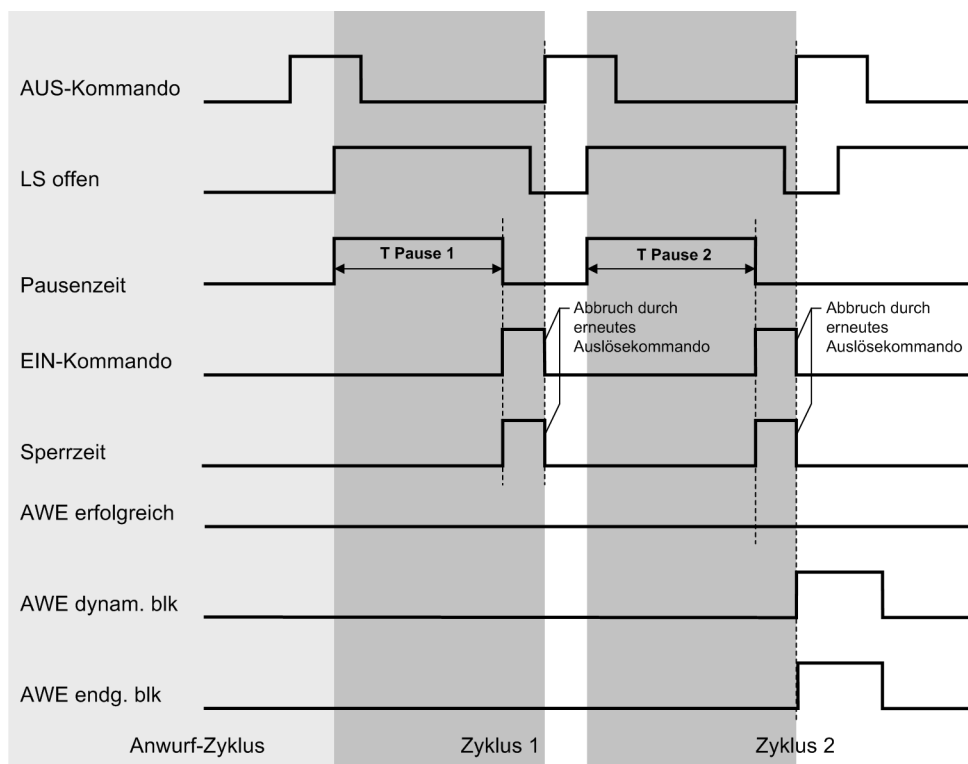 AUS-Kommando
LS offen
T Pause 1
T Pause 2
Pausenzeit
Abbruch durch
erneutes
Auslösekommando
Abbruch durch
erneutes
Auslösekommando
EIN-Kommando
Sperrzeit
AWE erfolgreich
AWE dynam. blk
AWE endg. blk
Anwurf-Zyklus
Zyklus 1
Zyklus 2